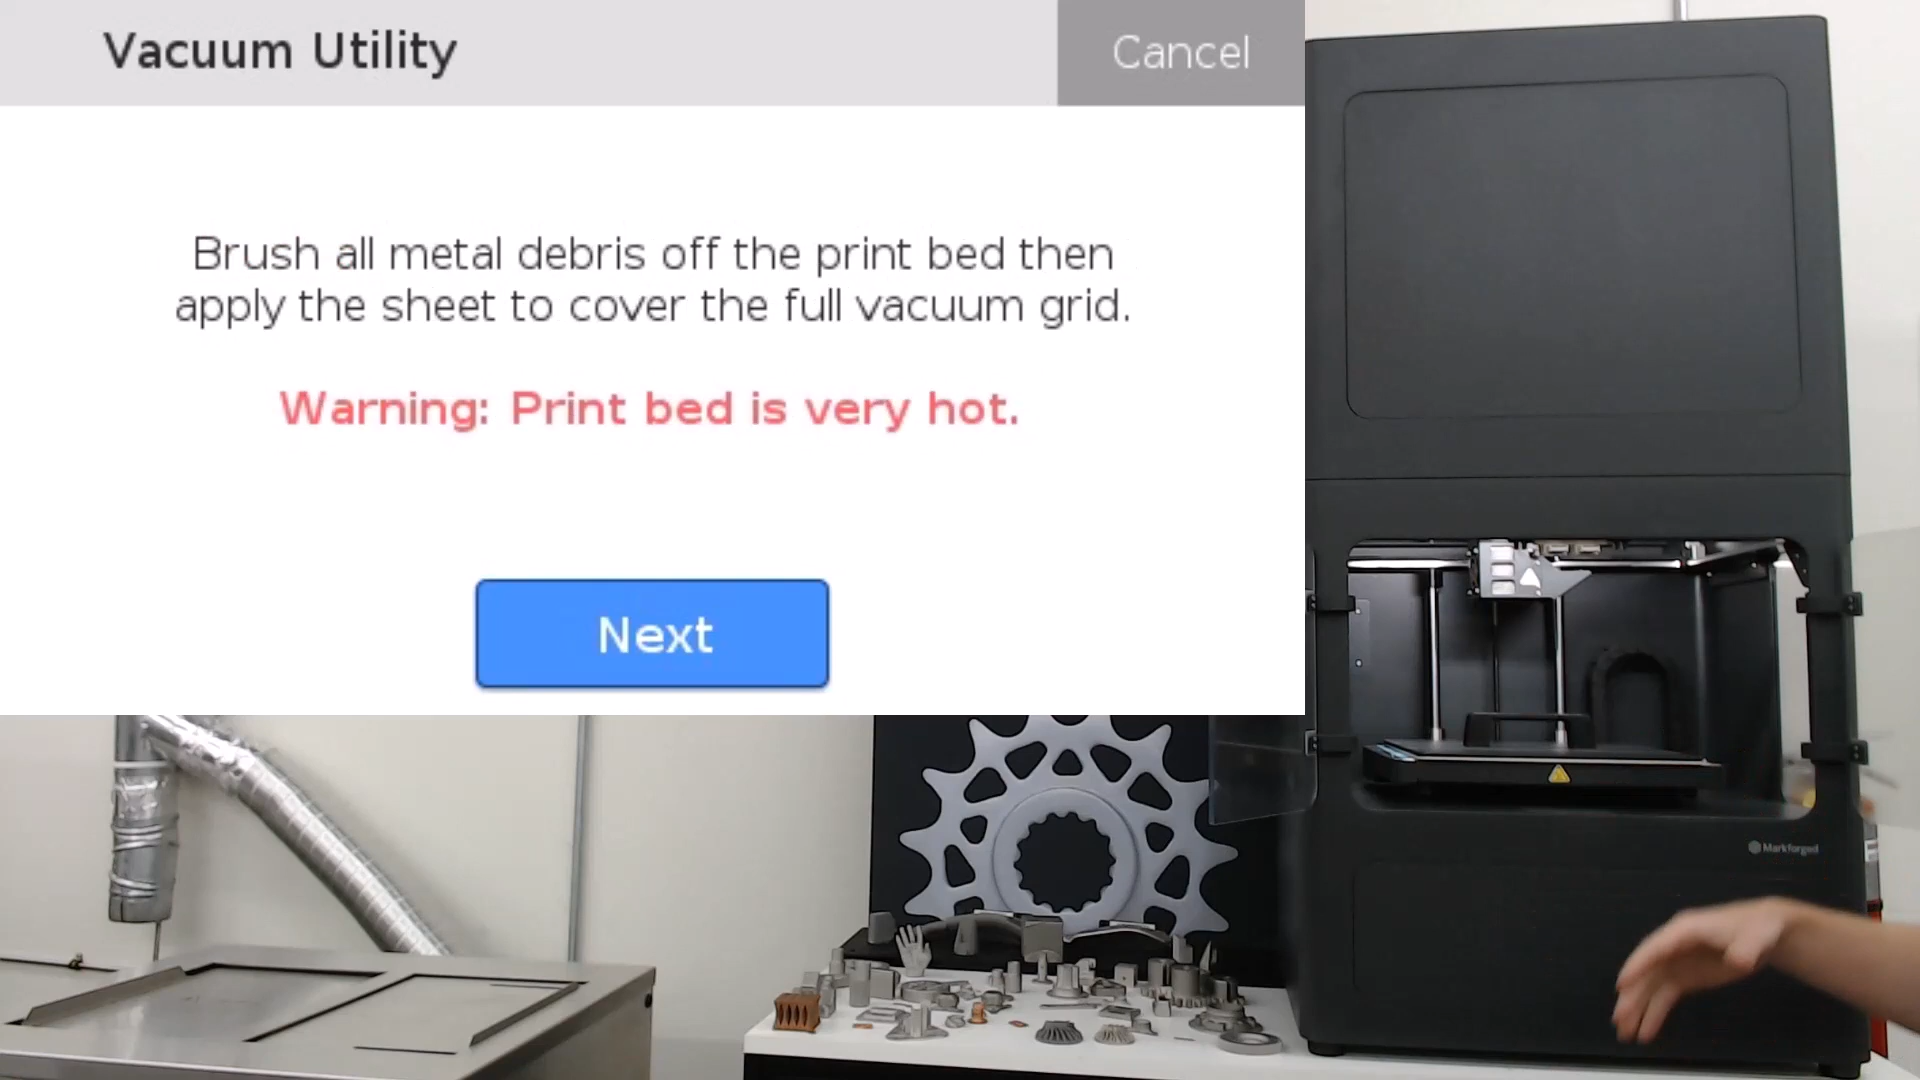 Vacuum Utility
Cancel
Brush all metal debris off the print bed then
apply the sheet to cover the full vacuum grid.
Warning: Print bed is very hot.
Next
Markforged